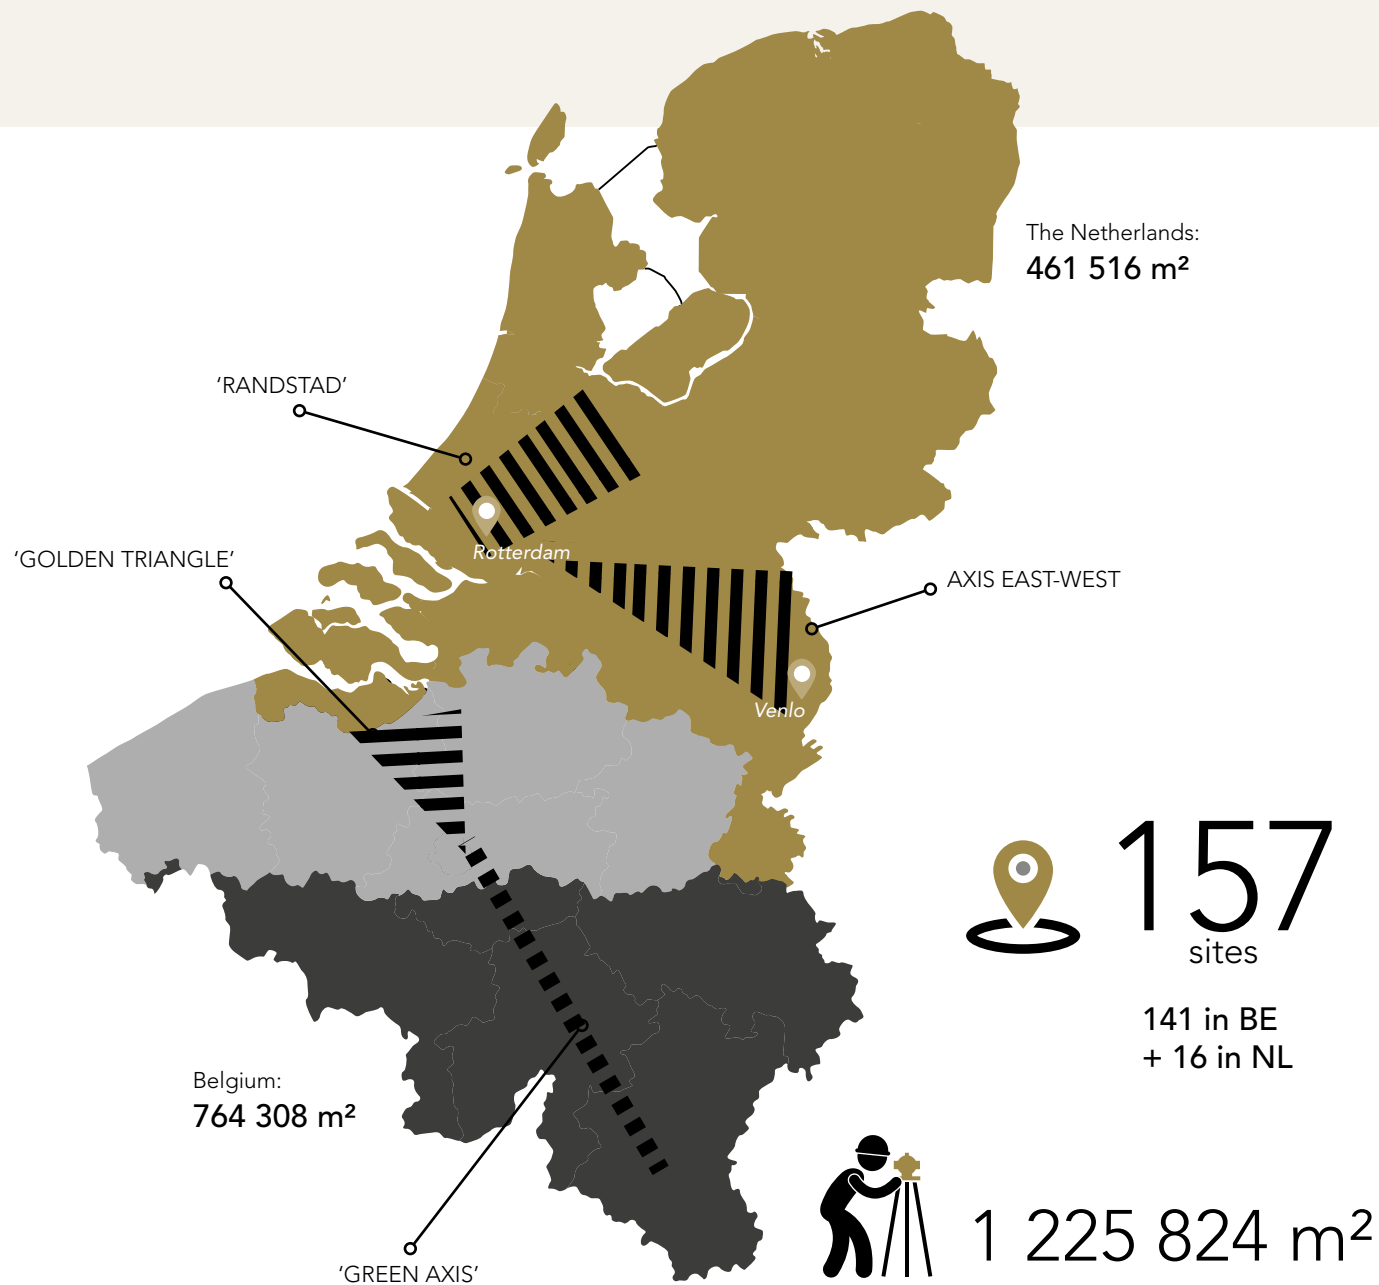 The Netherlands:
461 516 m²
‘RANDSTAD’
‘GOLDEN TRIANGLE’
Rotterdam
AXIS EAST-WEST
Venlo
157
sites
141 in BE
+ 16 in NL
Belgium:
764 308 m²
1 225 824 m²
‘GREEN AXIS’